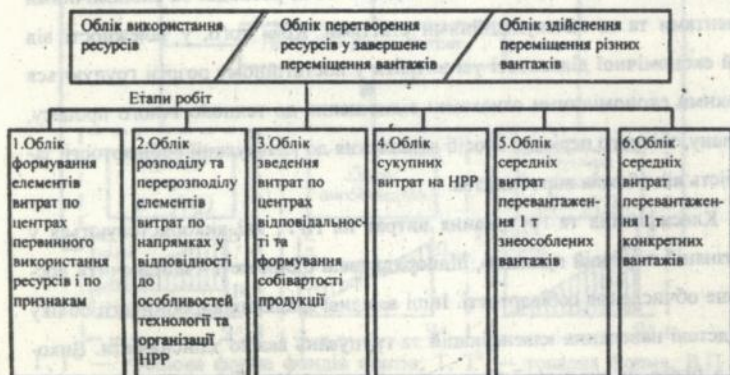 Облік використання
ресурсів
Облік перетворення
ресурсів у завершене
переміщення вантажів
Облік здійснення
переміщення різних
вантажів
Етапи робіт
1.Облік
формування
елементів
витрат по
центрах
первинного
використання
ресурсів і по
признакам
2.Облік
розподілу та
перерозподілу
елементів
витрат по
напрямках у
відповідності
до
особливостей
технології та
організації
НРР
3.Облік
зведення
витрат по
центрах
відповідальнос-
ті та
формування
собівартості
продукції
4.Облік
сукупних
витрат на НРР
5.Облік
середніх
витрат
перевантажен-
ня 1 т
знеособлених
вантажів
6.Облік
середніх
витрат
перевантажен-
ня 1 т
конкретних
вантажів